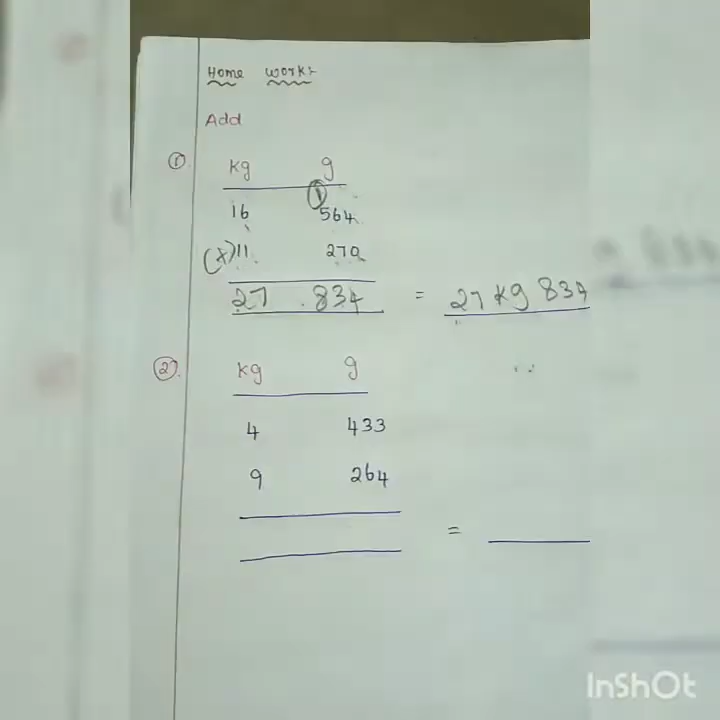 Home Works
Add
① kg g
①
16 564
(x) 11 270
27 834 = 27 kg 834
② kg g
4 433
9 264
=
InShOt